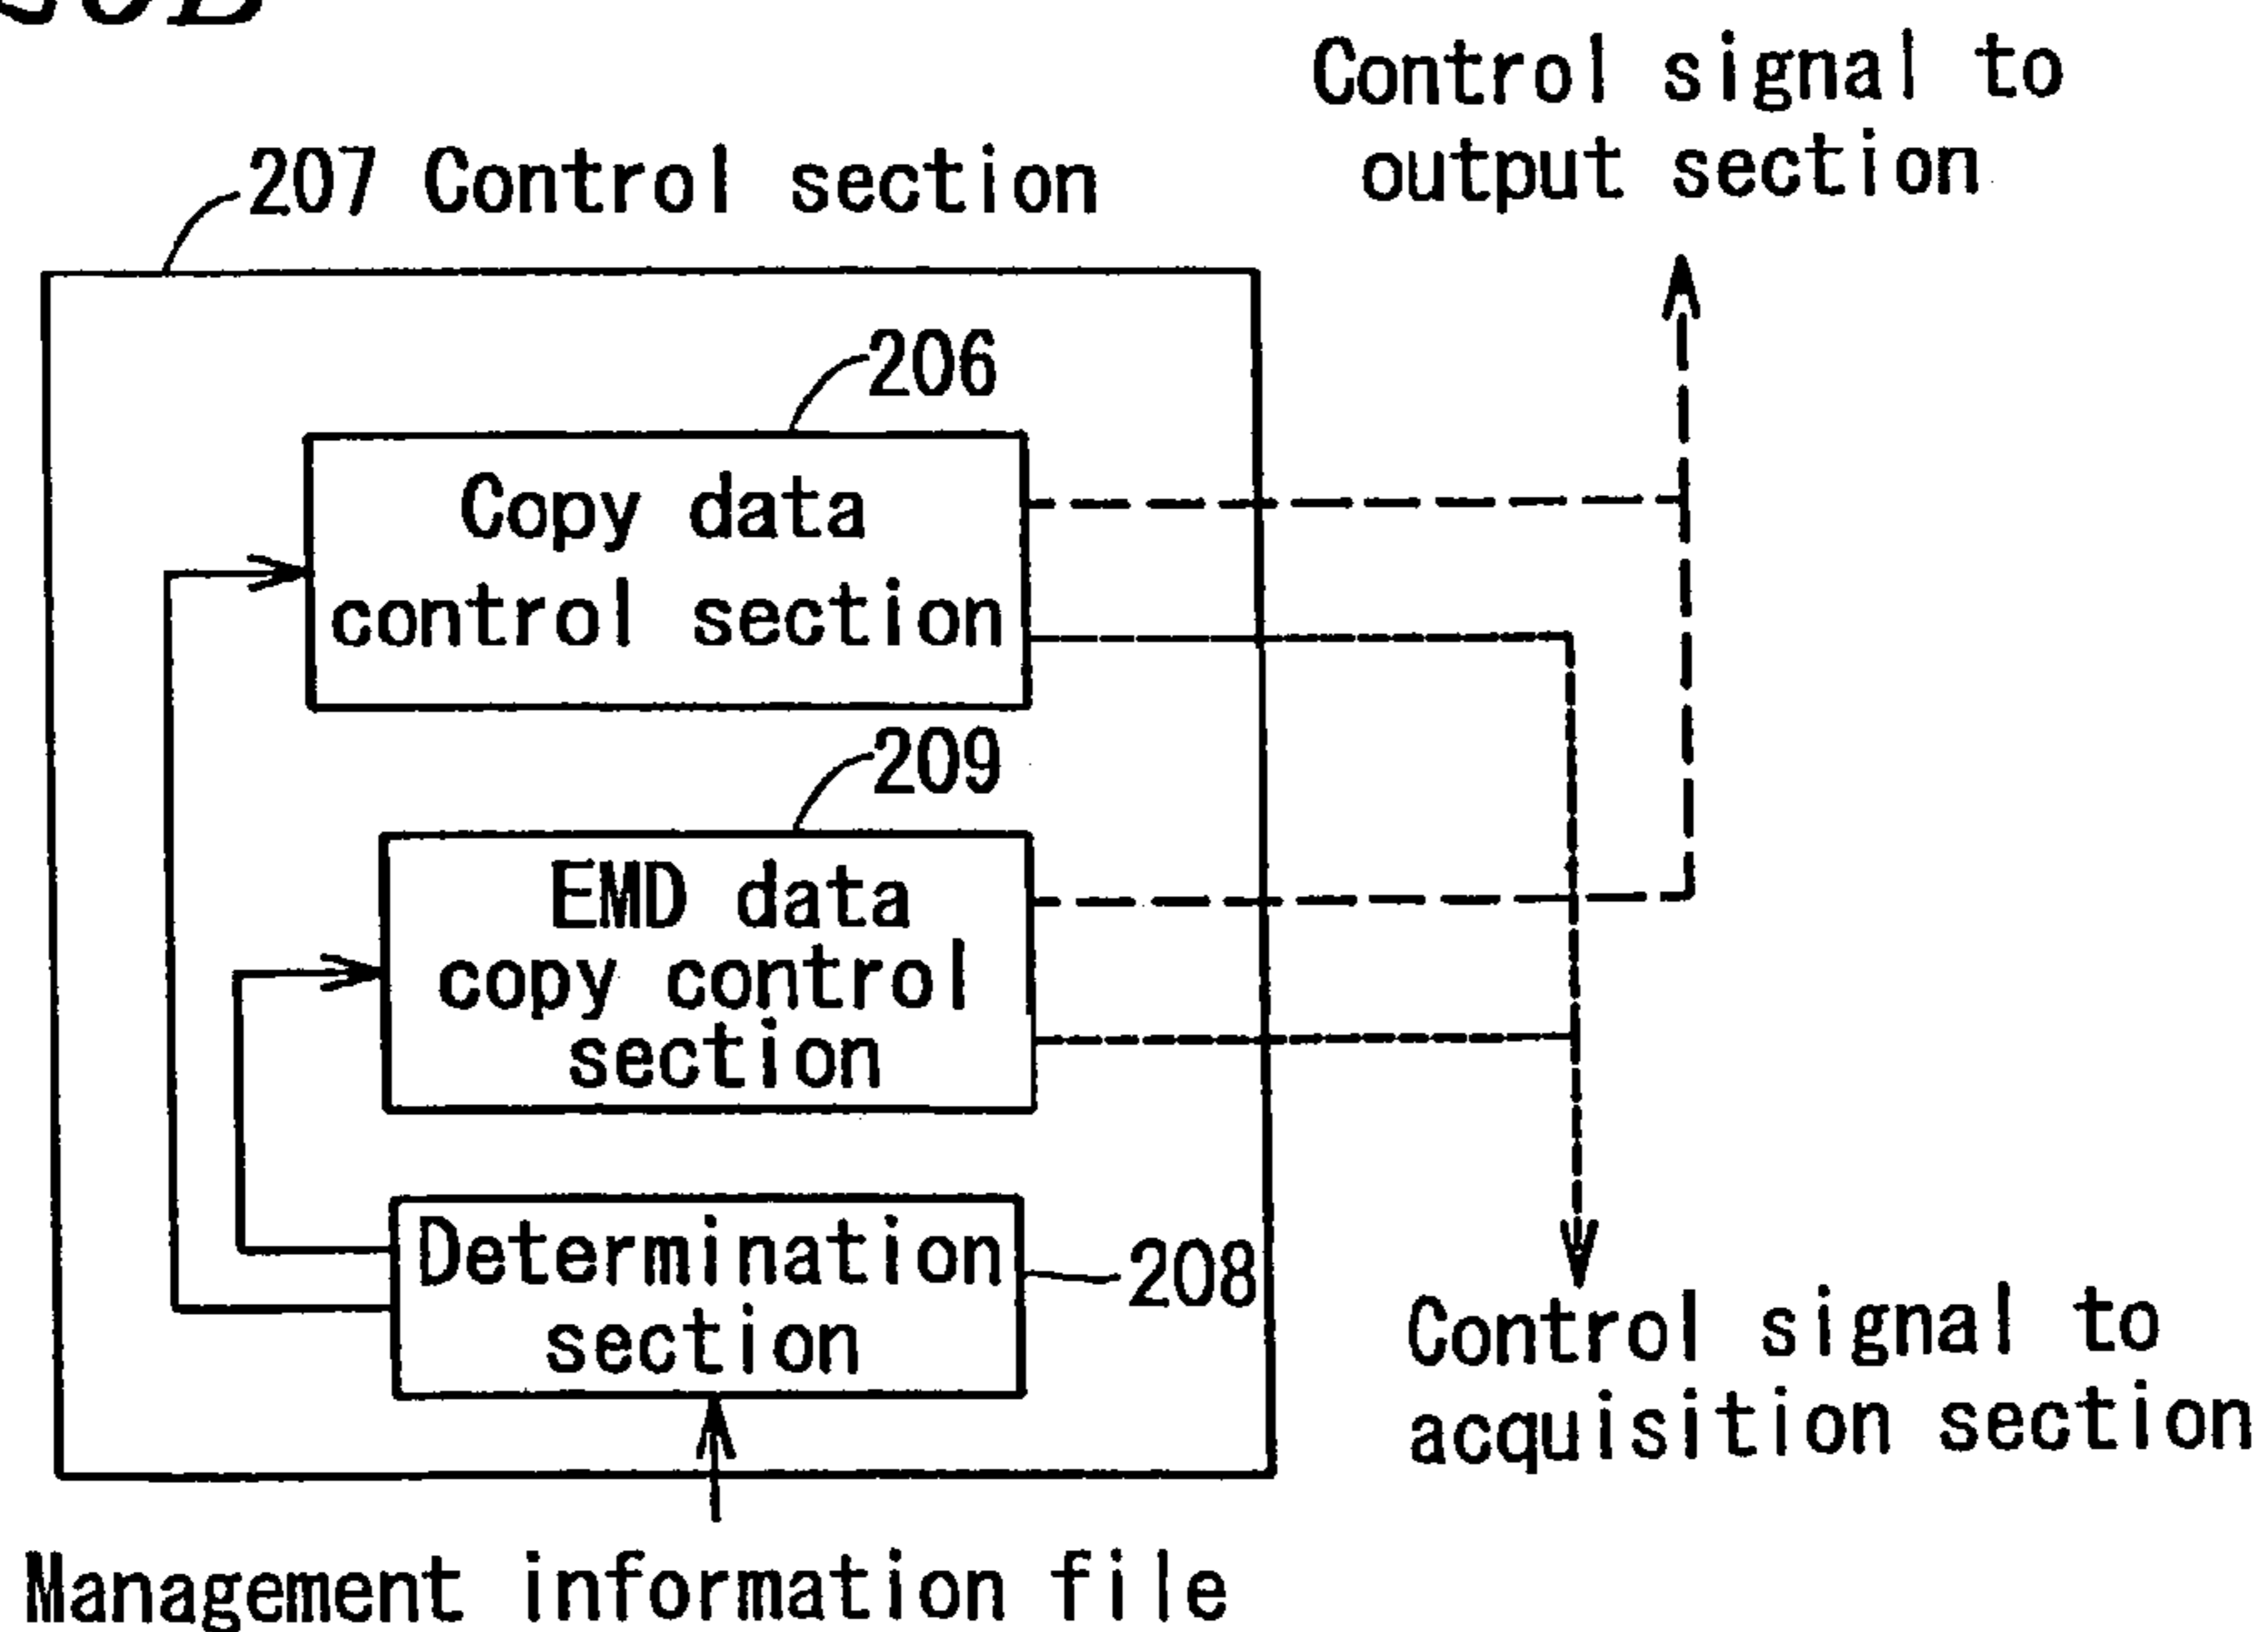 Control signal to
output section
207 Control section
206
Copy data
control section
209
EMD data
copy control
section
Determination
section
208
Control signal to
acquisition section
Management information file